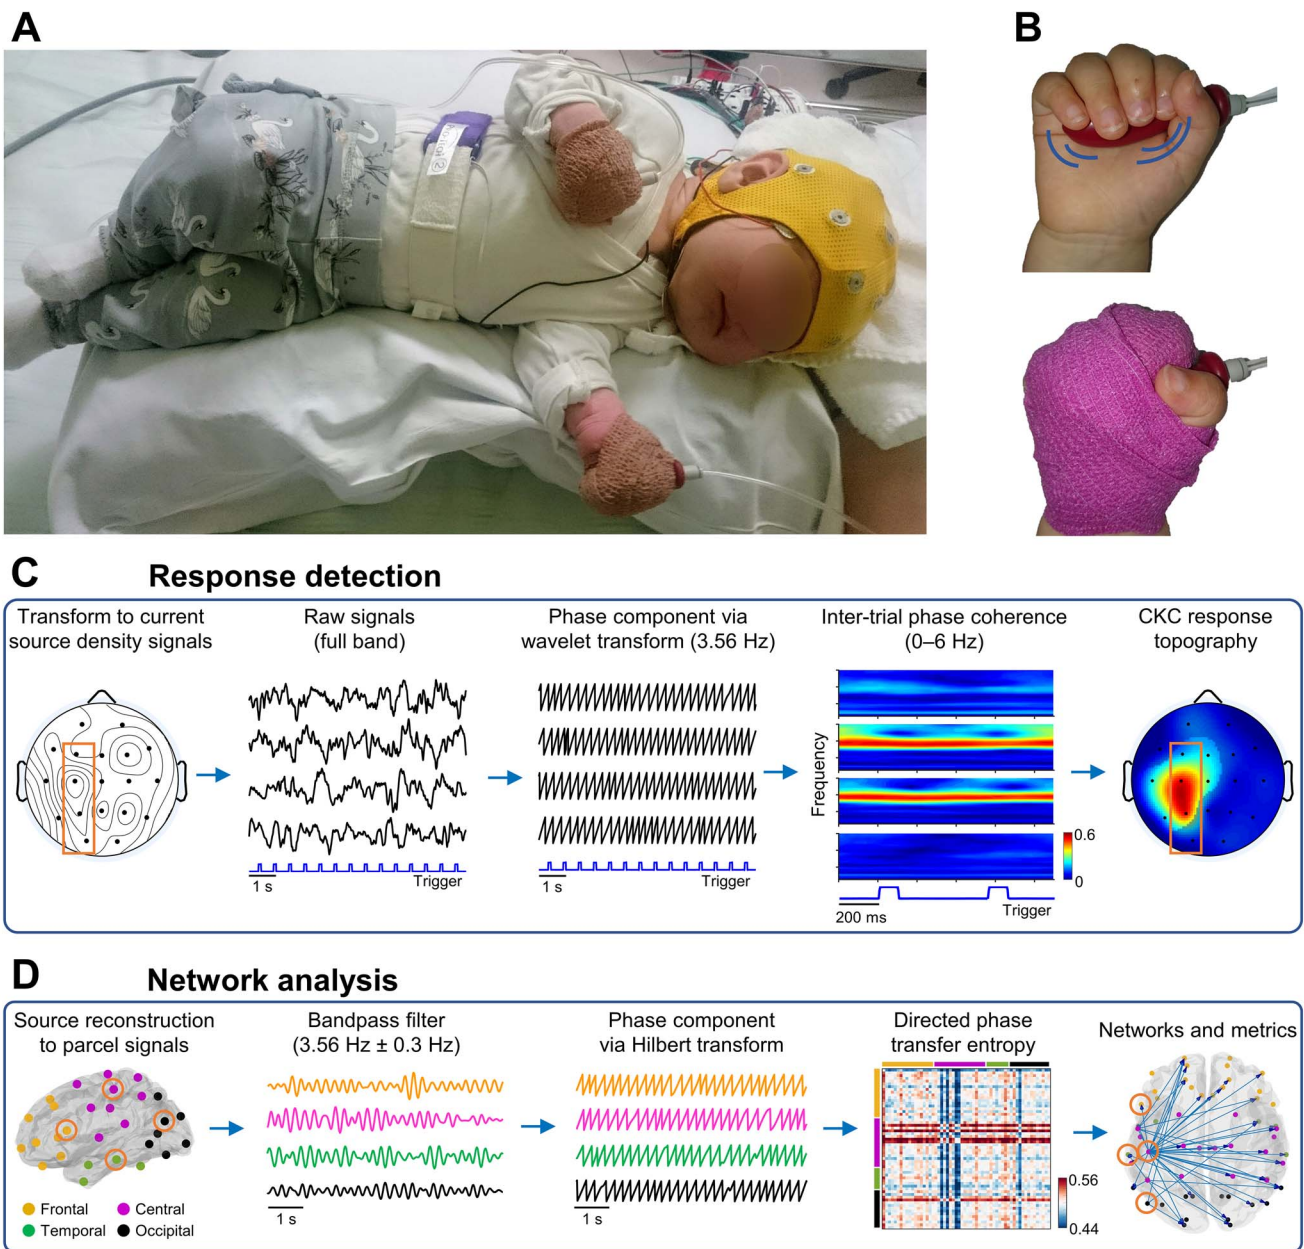 A
B
C
Response detection
Transform to current
source density signals
Raw signals
(full band)
Phase component via
wavelet transform (3.56 Hz)
Inter-trial phase coherence
(0–6 Hz)
CKC response
topography
Frequency
0.6
0
Trigger
1 s
Trigger
1 s
Trigger
200 ms
D
Network analysis
Source reconstruction
to parcel signals
Bandpass filter
(3.56 Hz ± 0.3 Hz)
Phase component
via Hilbert transform
Directed phase
transfer entropy
Networks and metrics
Frontal
Central
Temporal
Occipital
1 s
1 s
0.56
0.44